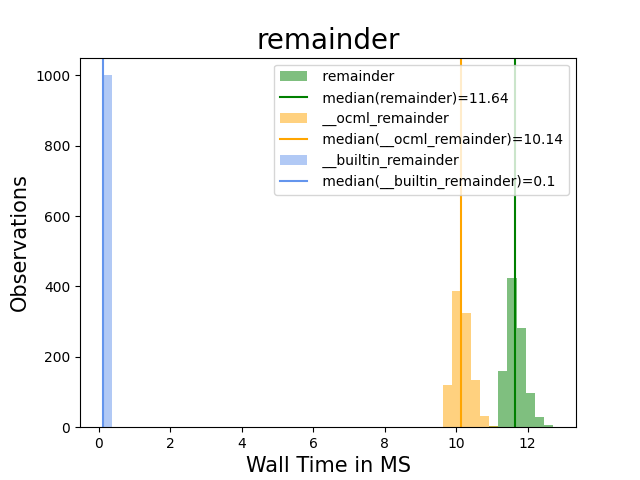 remainder
remainder
median(remainder)=11.64
__ocml_remainder
median(__ocml_remainder)=10.14
__builtin_remainder
median(__builtin_remainder)=0.1
1000
800
600
400
200
0
Observations
0 2 4 6 8 10 12
Wall Time in MS